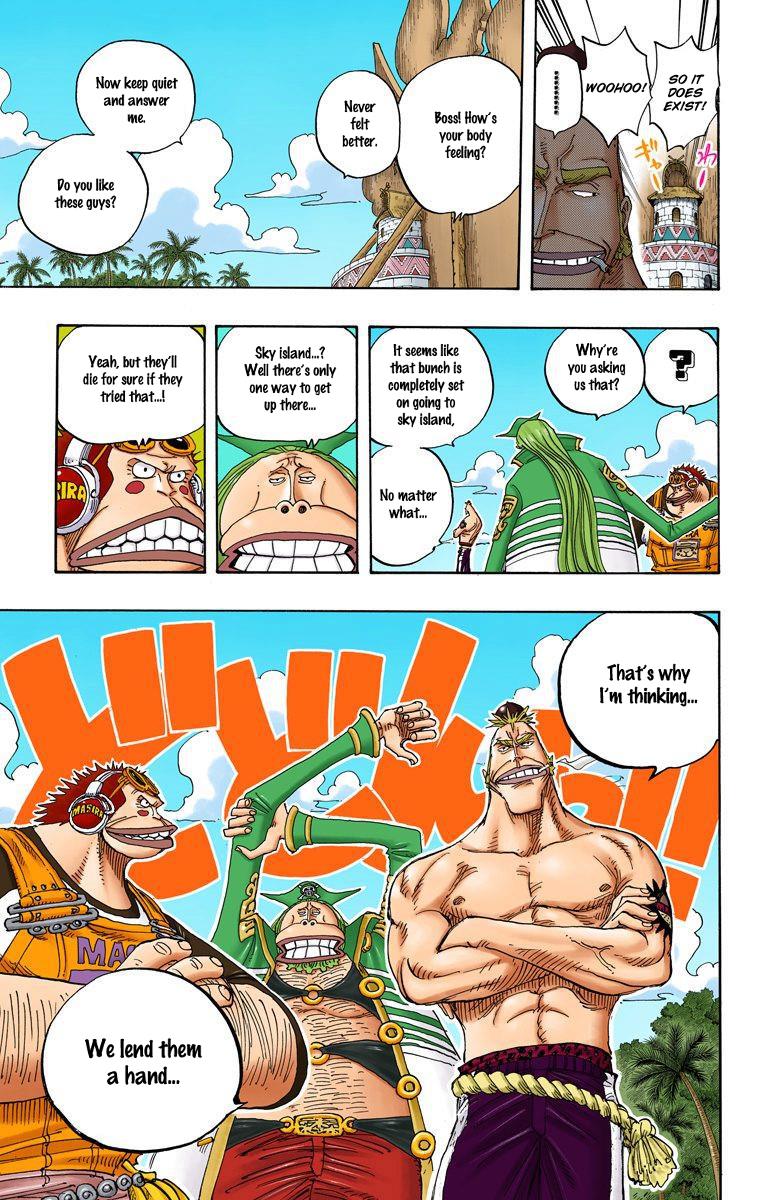 SO IT
DOES
EXIST!
WOOHOO!
Boss! How's
your body
feeling?
Never
felt
better.
Now keep quiet
and answer
me.
Do you like
these guys?
?
Why're
you asking
us that?
It seems like
that bunch is
completely set
on going to
sky island,
No matter
what...
Sky island...?
Well there's only
one way to get
up there...
Yeah, but they'll
die for sure if they
tried that...!
SIRA
MA
That's why
I'm thinking...
MASIRA
MA
We lend them
a hand...